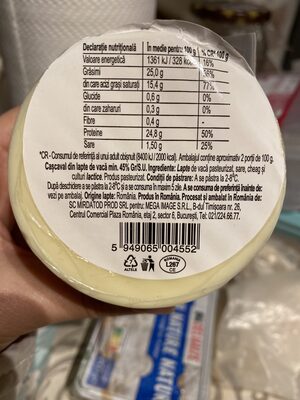 Declarație nutrițională În medie pentru 100 g % CR* 100 g
Valoare energetică 1361 kJ / 328 kcal 16%
Grăsimi 25,0 g 36%
din care acizi grași saturați 15,4 g 77%
Glucide 0,6 g 0%
din care zaharuri 0,3 g 0%
Fibre 0,4 g -
Proteine 24,8 g 50%
Sare 1,50 g 25%
*CR - Consumul de referință al unui adult obișnuit (8400 kJ / 2000 kcal). Ambalajul conține aproximativ 2 porții de 100 g.
Cașcaval din lapte de vacă min. 45% Gr/S.U. Ingrediente: Lapte de vacă pasteurizat, sare, cheag și
culturi lactice. Produs pasteurizat. Condiții de păstrare: A se păstra la 2-8°C.
După deschidere a se păstra la 2-8°C și a se consuma în maxim 5 zile. A se consuma de preferință înainte de:
vezi pe ambalaj. Origine lapte: România. Produs în România. Procesat și ambalat în România de:
SC MIRDATOD PROD SRL pentru: MEGA IMAGE S.R.L., B-dul Timișoara nr. 26,
Central Comercial Plaza România, etaj 2, sector 6, București, Tel: 021/224.66.77.
5 949065 004552
ALTELE
ROMANIA
L267
CE